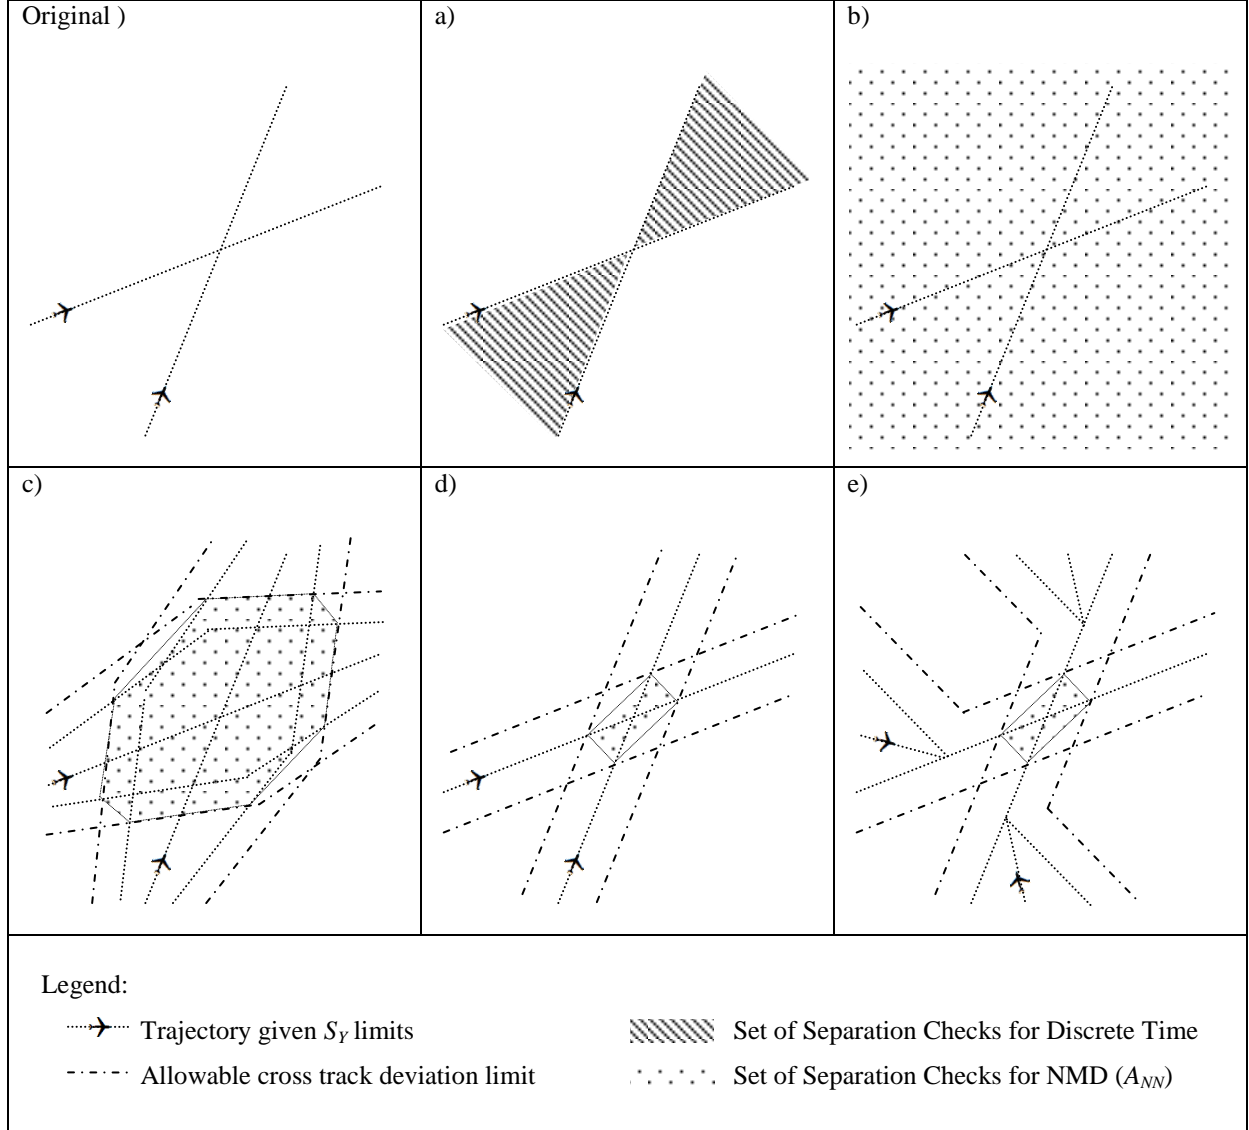 Original )
a)
b)
c)
d)
e)
Legend:
Trajectory given S_Y limits
Set of Separation Checks for Discrete Time
Allowable cross track deviation limit
Set of Separation Checks for NMD (A_NN)